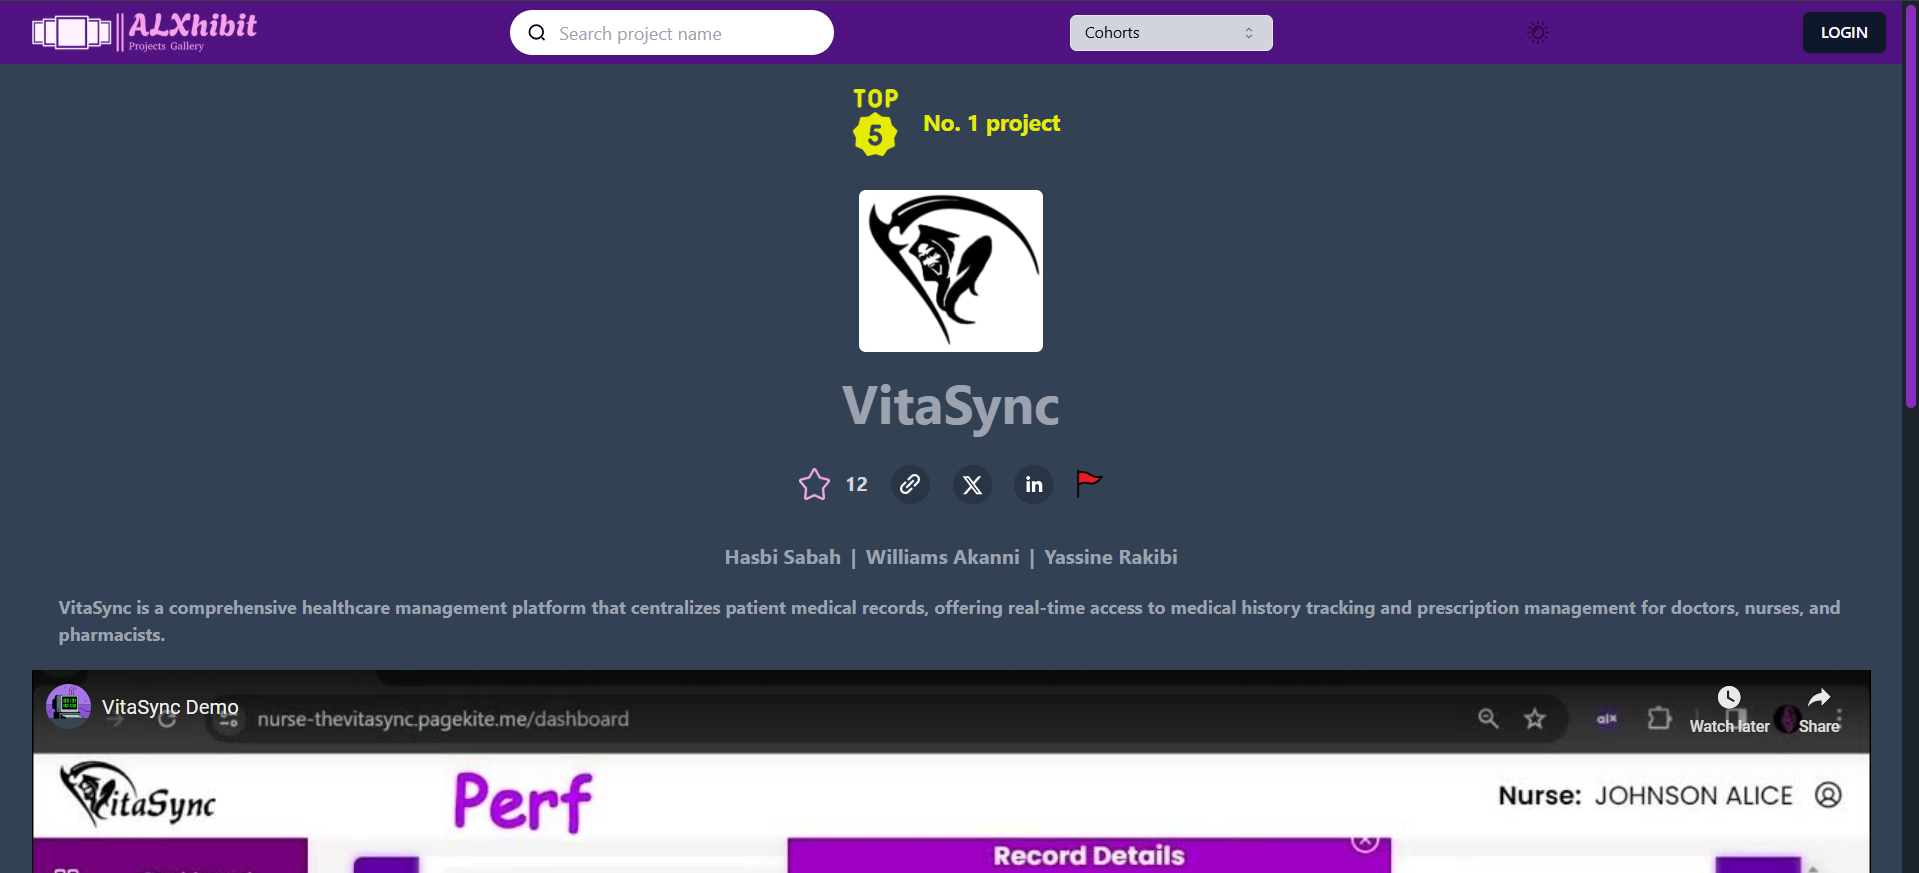 ALXhibit
Projects Gallery
Search project name
Cohorts
LOGIN
TOP
5
No. 1 project
VitaSync
12
X
in
Hasbi Sabah | Williams Akanni | Yassine Rakibi
VitaSync is a comprehensive healthcare management platform that centralizes patient medical records, offering real-time access to medical history tracking and prescription management for doctors, nurses, and
pharmacists.
VitaSync Demo
nurse-thevitasync.pagekite.me/dashboard
alx
Watch later
Share
VitaSync
Perf
Nurse: JOHNSON ALICE
Record Details